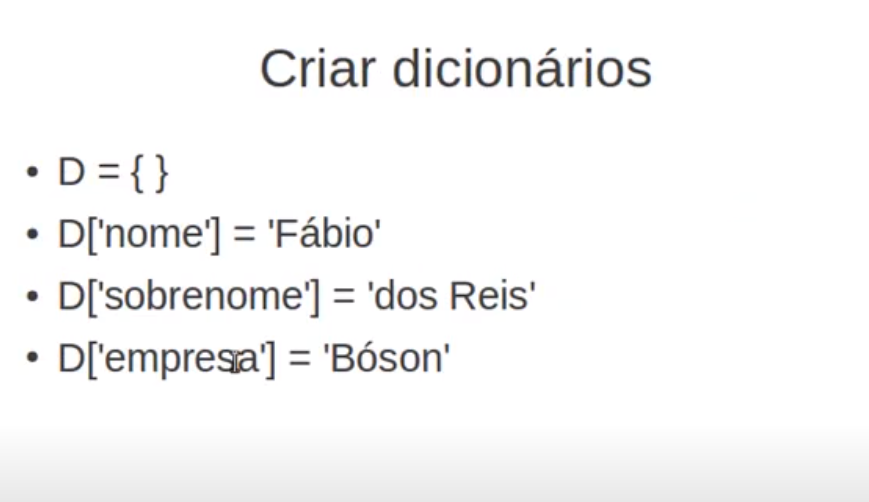 Criar dicionários
• D = { }
• D['nome'] = 'Fábio'
• D['sobrenome'] = 'dos Reis'
• D['empresa'] = 'Bóson'